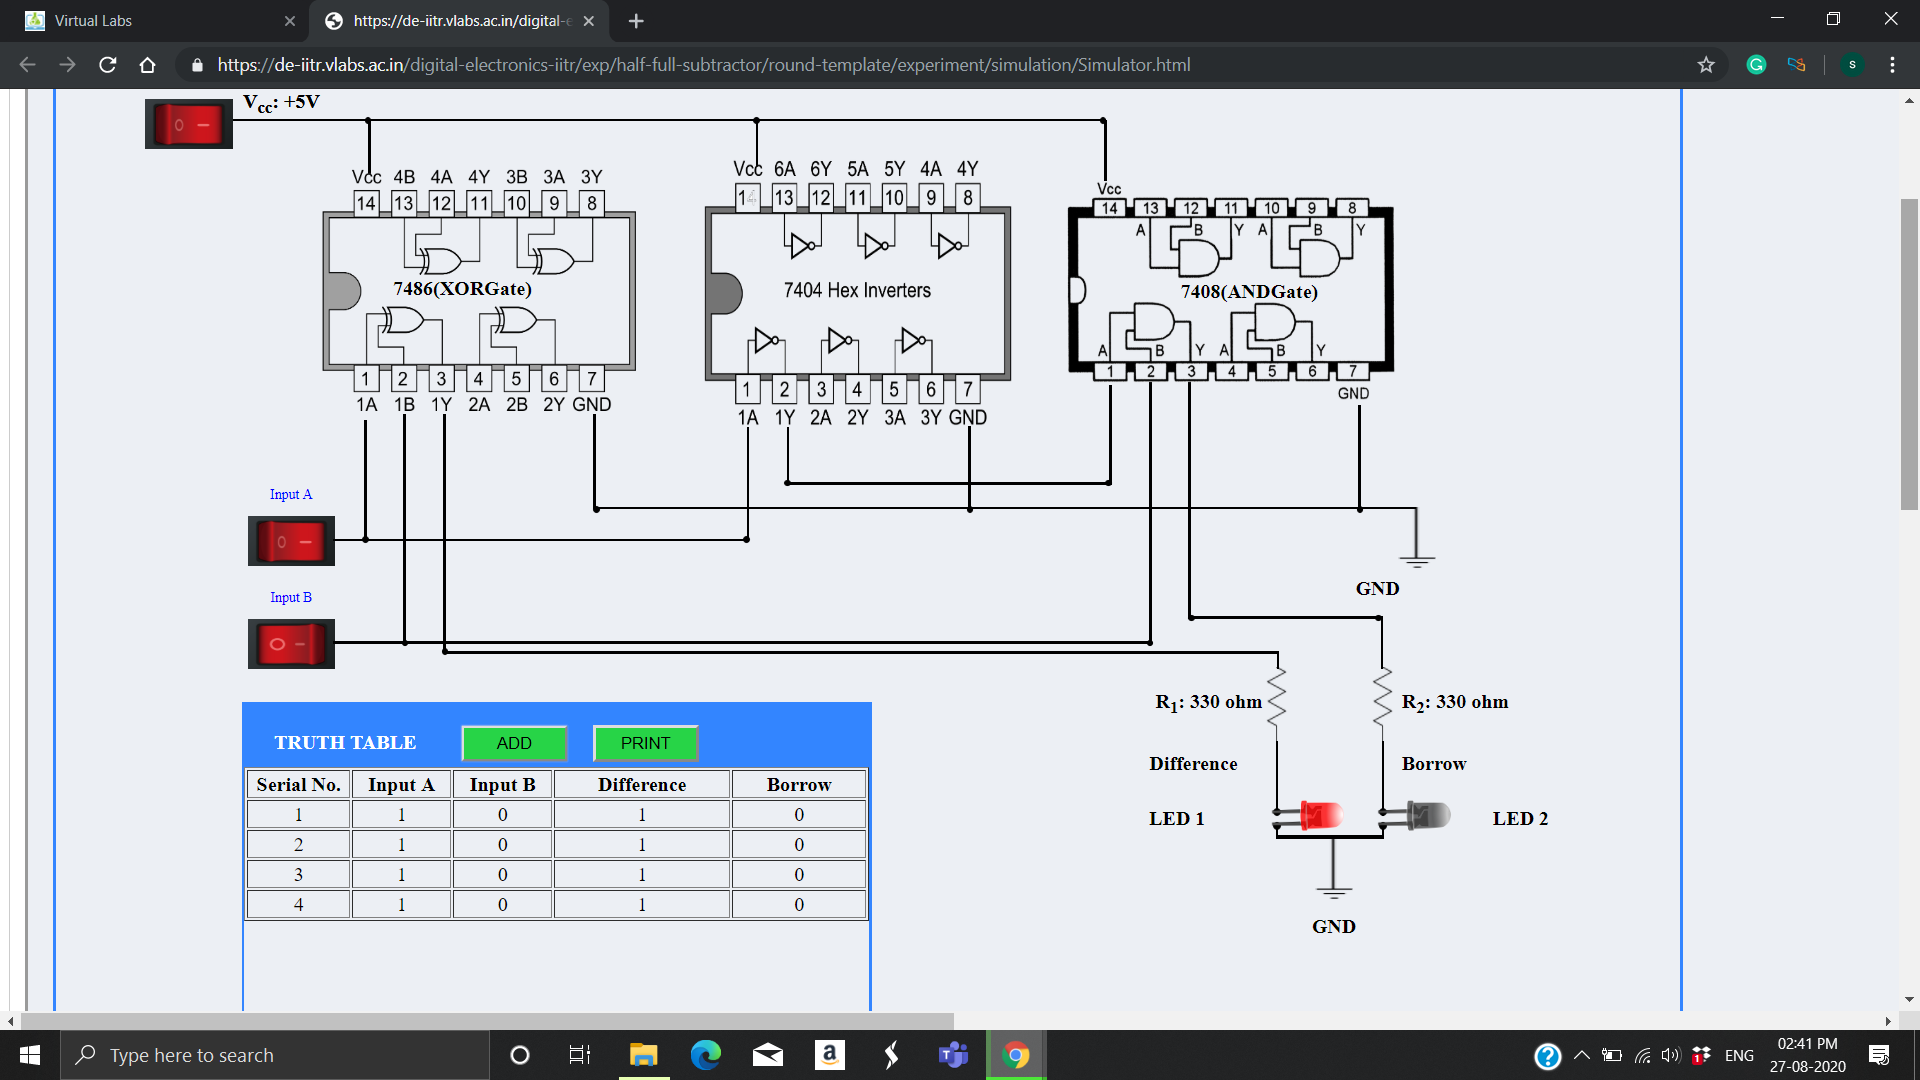 Virtual Labs
https://de-iitr.vlabs.ac.in/digital-e
https://de-iitr.vlabs.ac.in/digital-electronics-iitr/exp/half-full-subtractor/round-template/experiment/simulation/Simulator.html
S
Vcc: +5V
Vcc 4B 4A 4Y 3B 3A 3Y
14 13 12 11 10 9 8
7486(XORGate)
1 2 3 4 5 6 7
1A 1B 1Y 2A 2B 2Y GND
Vcc 6A 6Y 5A 5Y 4A 4Y
14 13 12 11 10 9 8
7404 Hex Inverters
1 2 3 4 5 6 7
1A 1Y 2A 2Y 3A 3Y GND
Vcc
14 13 12 11 10 9 8
A B Y A B Y
7408(ANDGate)
A B Y A B Y
1 2 3 4 5 6 7
GND
Input A
Input B
GND
R1: 330 ohm
R2: 330 ohm
Difference
Borrow
LED 1
LED 2
GND
TRUTH TABLE ADD PRINT
Serial No. Input A Input B Difference Borrow
1 1 0 1 0
2 1 0 1 0
3 1 0 1 0
4 1 0 1 0
Type here to search
ENG
02:41 PM
27-08-2020